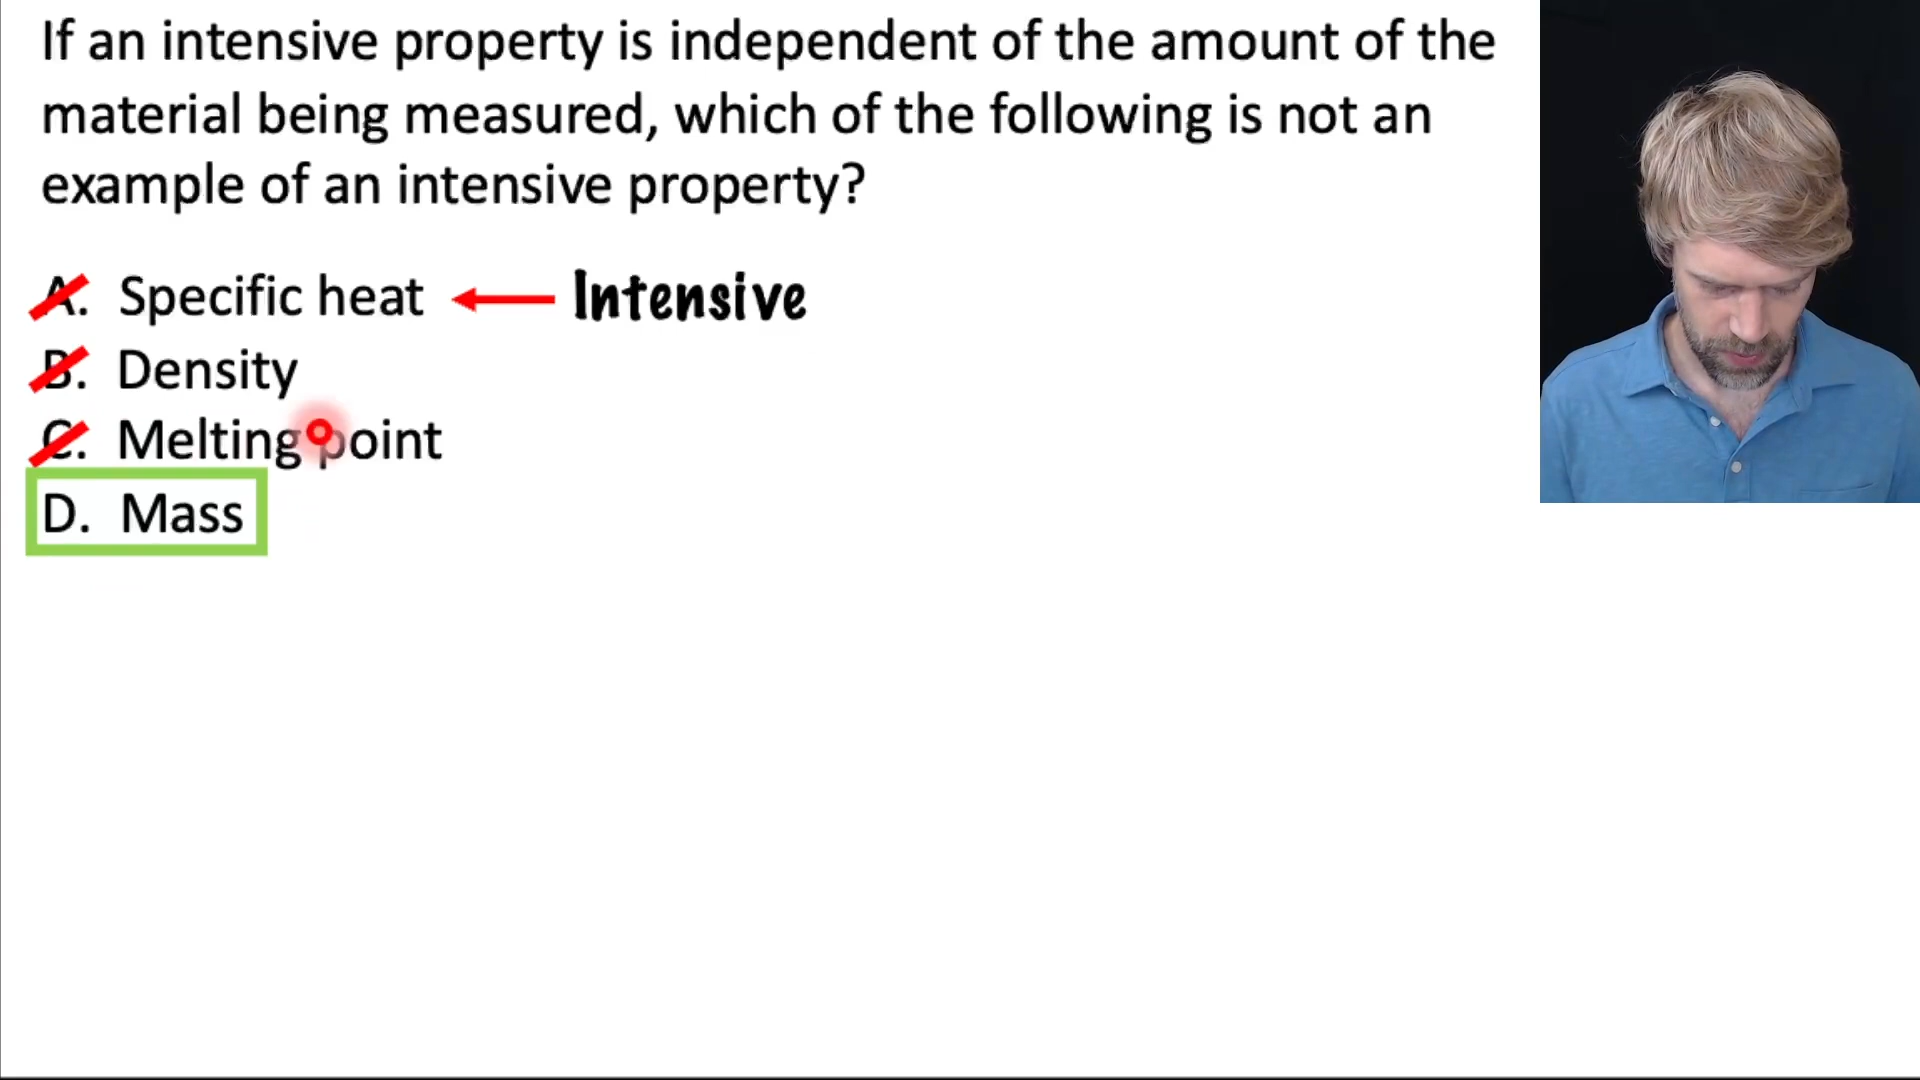 If an intensive property is independent of the amount of the
material being measured, which of the following is not an
example of an intensive property?
A. Specific heat Intensive
B. Density
C. Melting point
D. Mass